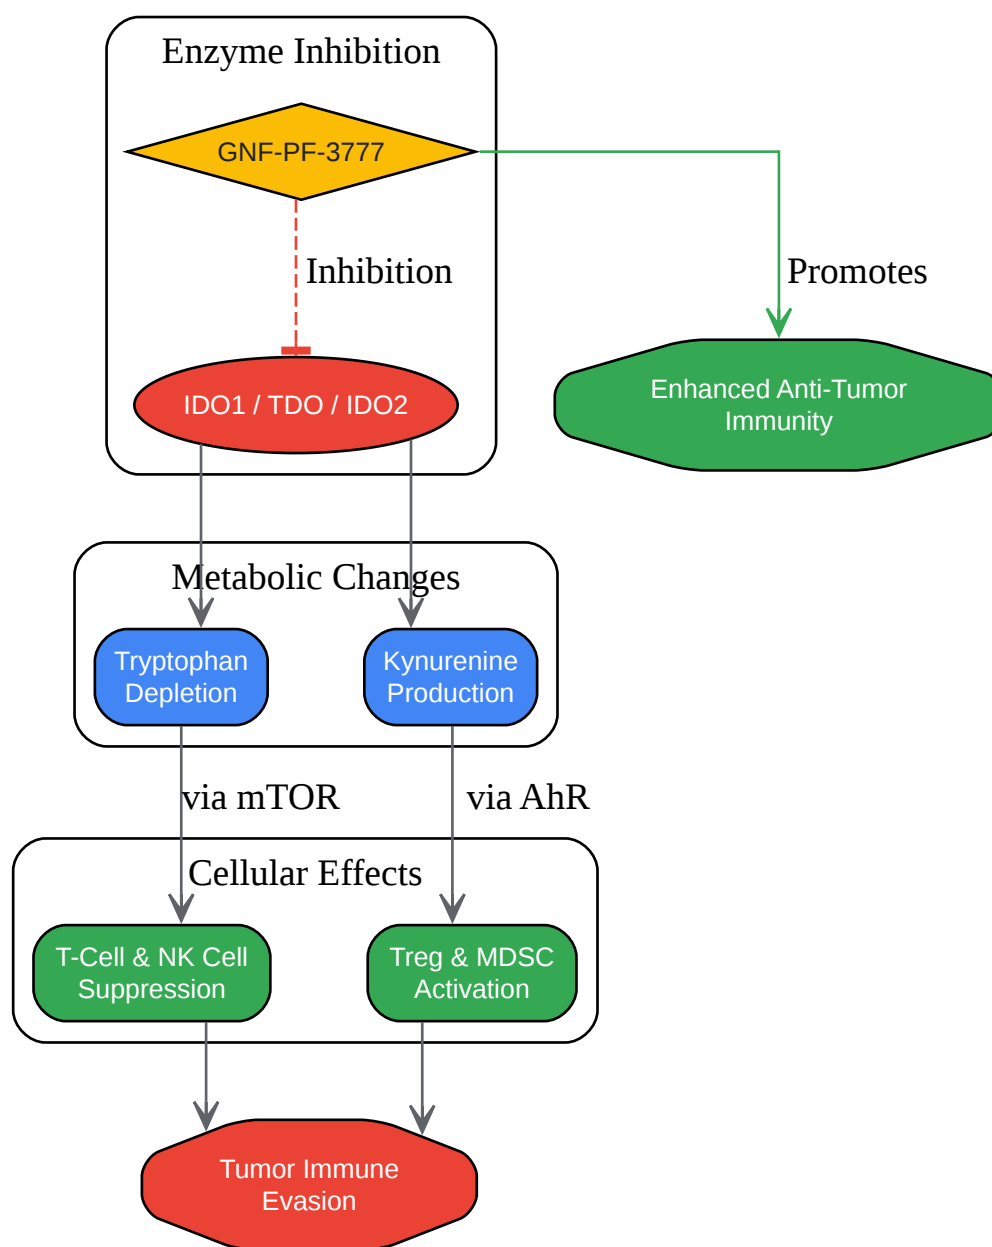 Enzyme Inhibition
GNF-PF-3777
Inhibition
Promotes
IDO1 / TDO / IDO2
Enhanced Anti-Tumor
Immunity
Metabolic Changes
Tryptophan
Depletion
Kynurenine
Production
via mTOR
via AhR
Cellular Effects
T-Cell & NK Cell
Suppression
Treg & MDSC
Activation
Tumor Immune
Evasion